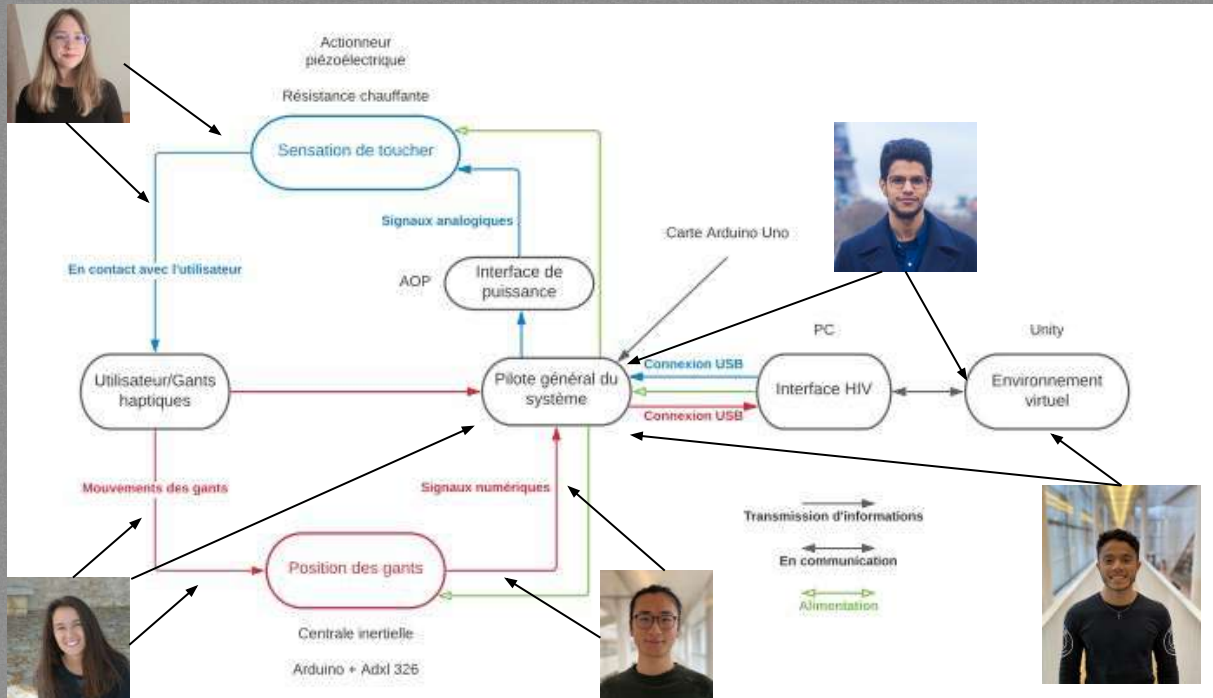 Actionneur
piézoélectrique
Résistance chauffante
Sensation de toucher
Signaux analogiques
Carte Arduino Uno
En contact avec l'utilisateur
AOP
Interface de
puissance
PC
Unity
Utilisateur/Gants
haptiques
Pilote général du
système
Connexion USB
Interface HIV
Environnement
virtuel
Connexion USB
Mouvements des gants
Signaux numériques
Transmission d'informations
En communication
Position des gants
Alimentation
Centrale inertielle
Arduino + Adxl 326